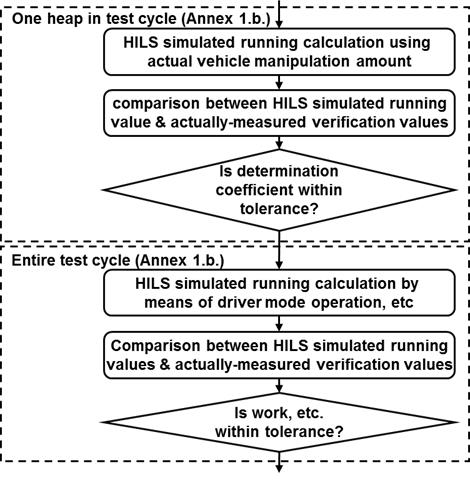 One heap in test cycle (Annex 1.b.)
HILS simulated running calculation using
actual vehicle manipulation amount
comparison between HILS simulated running
value & actually-measured verification values
Is determination
coefficient within
tolerance?
Entire test cycle (Annex 1.b.)
HILS simulated running calculation by
means of driver mode operation, etc
Comparison between HILS simulated running
values & actually-measured verification values
Is work, etc.
within tolerance?